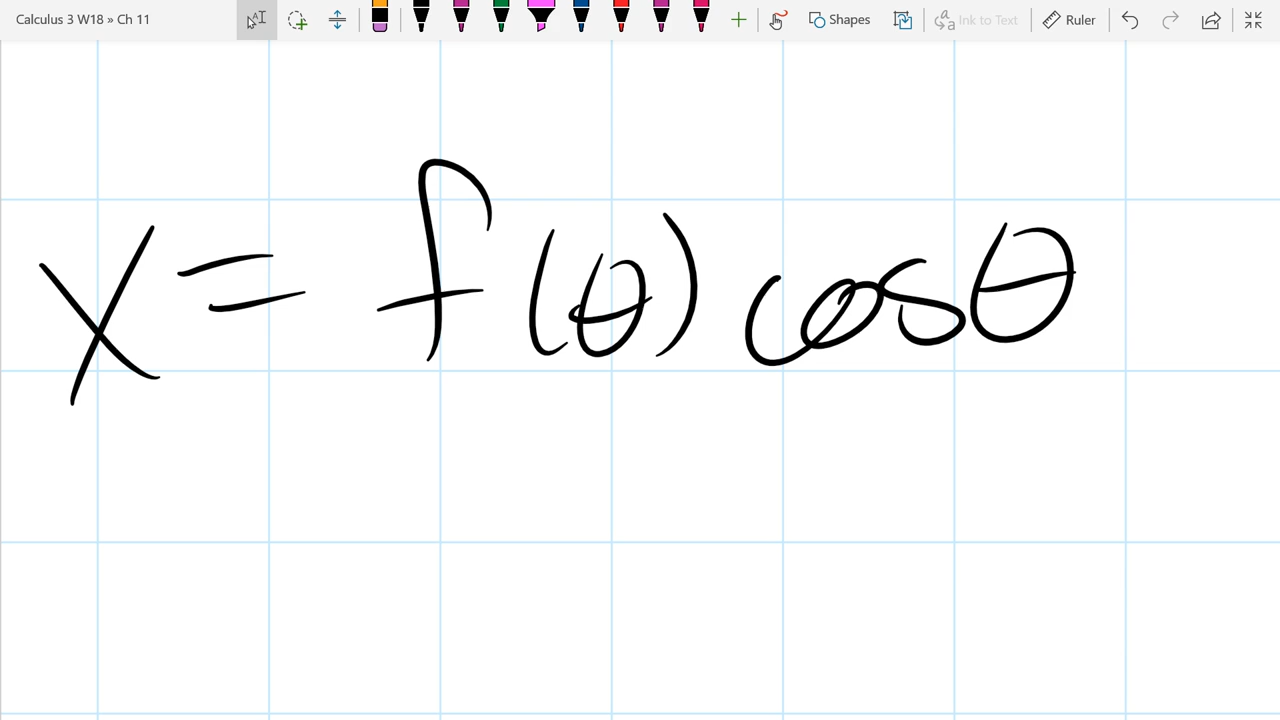 Calculus 3 W18 » Ch 11
Shapes
Ink to Text
Ruler
x = f(θ) cosθ